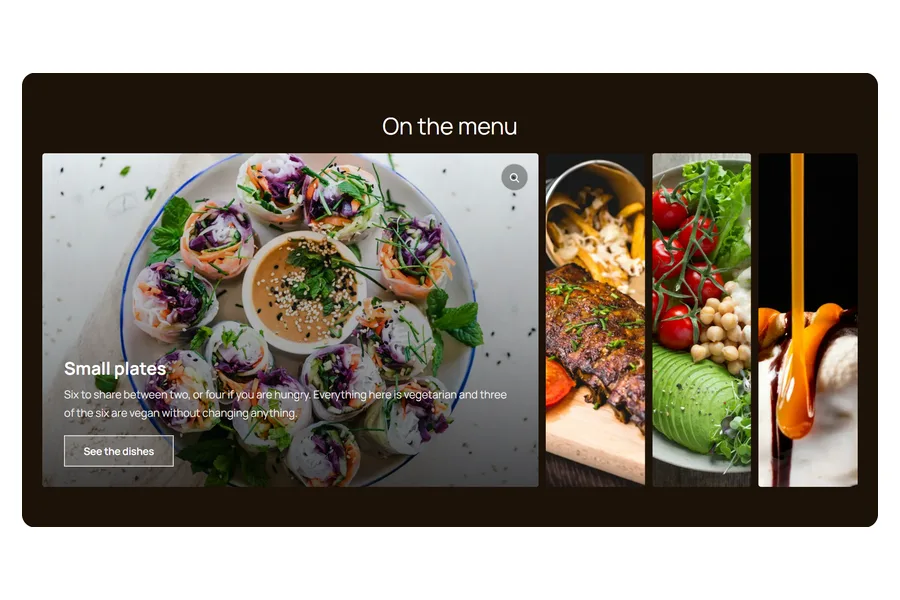 On the menu
Small plates
Six to share between two, or four if you are hungry. Everything here is vegetarian and three
of the six are vegan without changing anything.
See the dishes